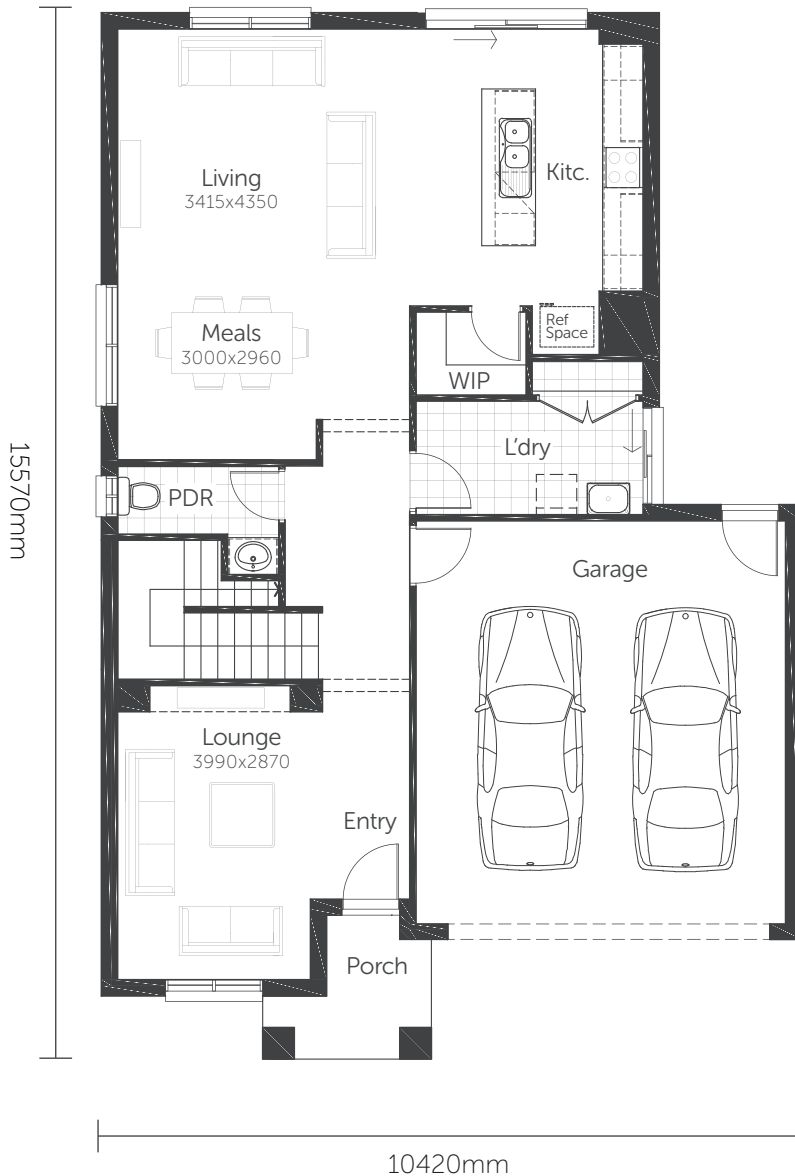 Living
3415x4350
Kitc.
Meals
3000x2960
Ref
Space
WIP
L'dry
PDR
15570mm
Garage
Lounge
3990x2870
Entry
Porch
10420mm